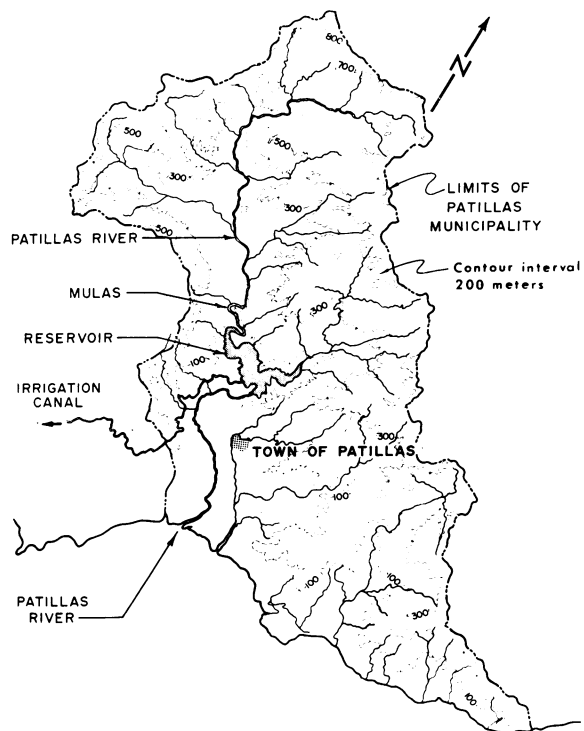 800
700
N
500
500
300
LIMITS OF
PATILLAS
MUNICIPALITY
300
300
PATILLAS RIVER
Contour interval
200 meters
MULAS
300
RESERVOIR
100
IRRIGATION
CANAL
300
TOWN OF PATILLAS
100
100
100
PATILLAS
RIVER
300
100